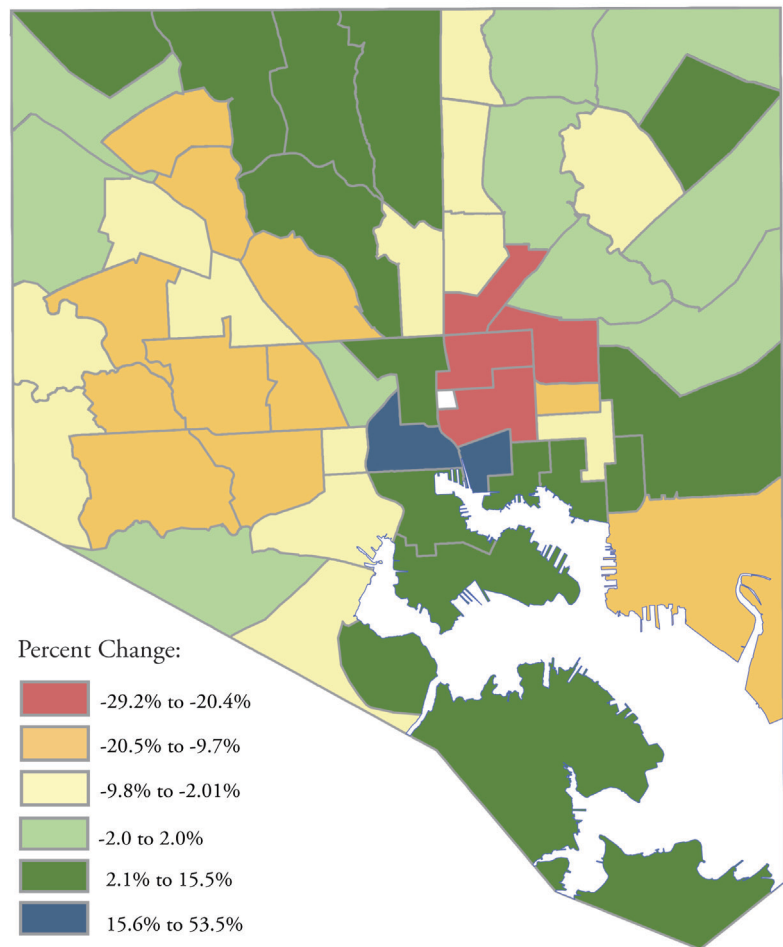 Percent Change:
-29.2% to -20.4%
-20.5% to -9.7%
-9.8% to -2.01%
-2.0 to 2.0%
2.1% to 15.5%
15.6% to 53.5%